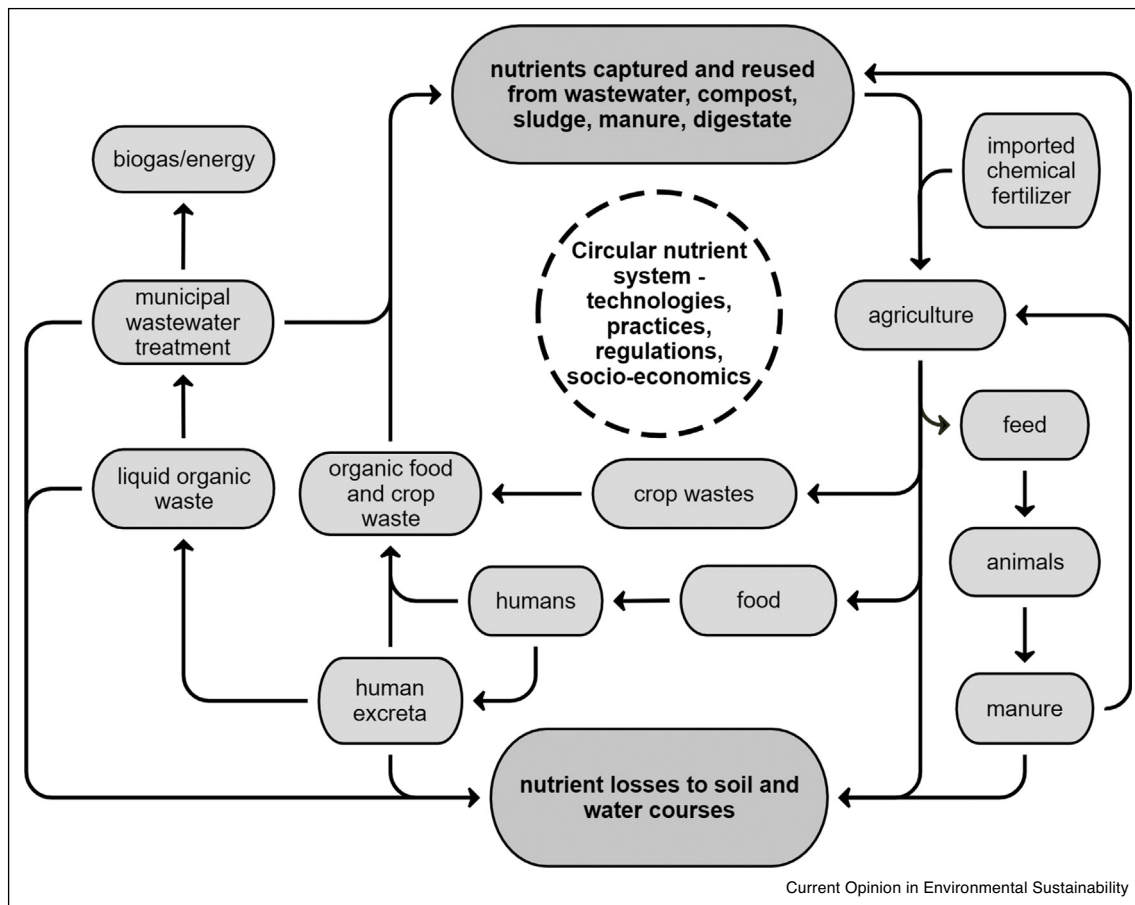 nutrients captured and reused
from wastewater, compost,
sludge, manure, digestate
biogas/energy
imported
chemical
fertilizer
Circular nutrient
system -
technologies,
practices,
regulations,
socio-economics
municipal
wastewater
treatment
agriculture
feed
liquid organic
waste
organic food
and crop
waste
crop wastes
animals
humans
food
human
excreta
manure
nutrient losses to soil and
water courses
Current Opinion in Environmental Sustainability